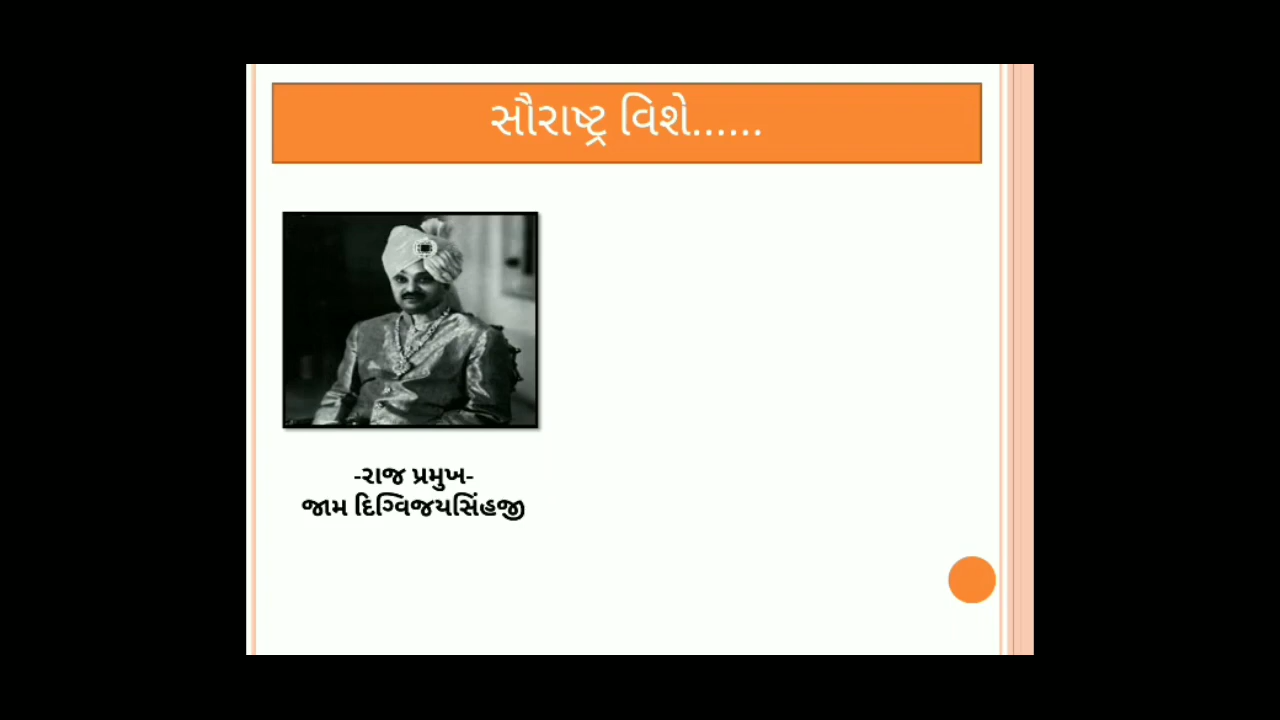 સૌરાષ્ટ્ર વિશે......
-રાજ પ્રમુખ-
જામ દિગ્વિજયસિંહજી